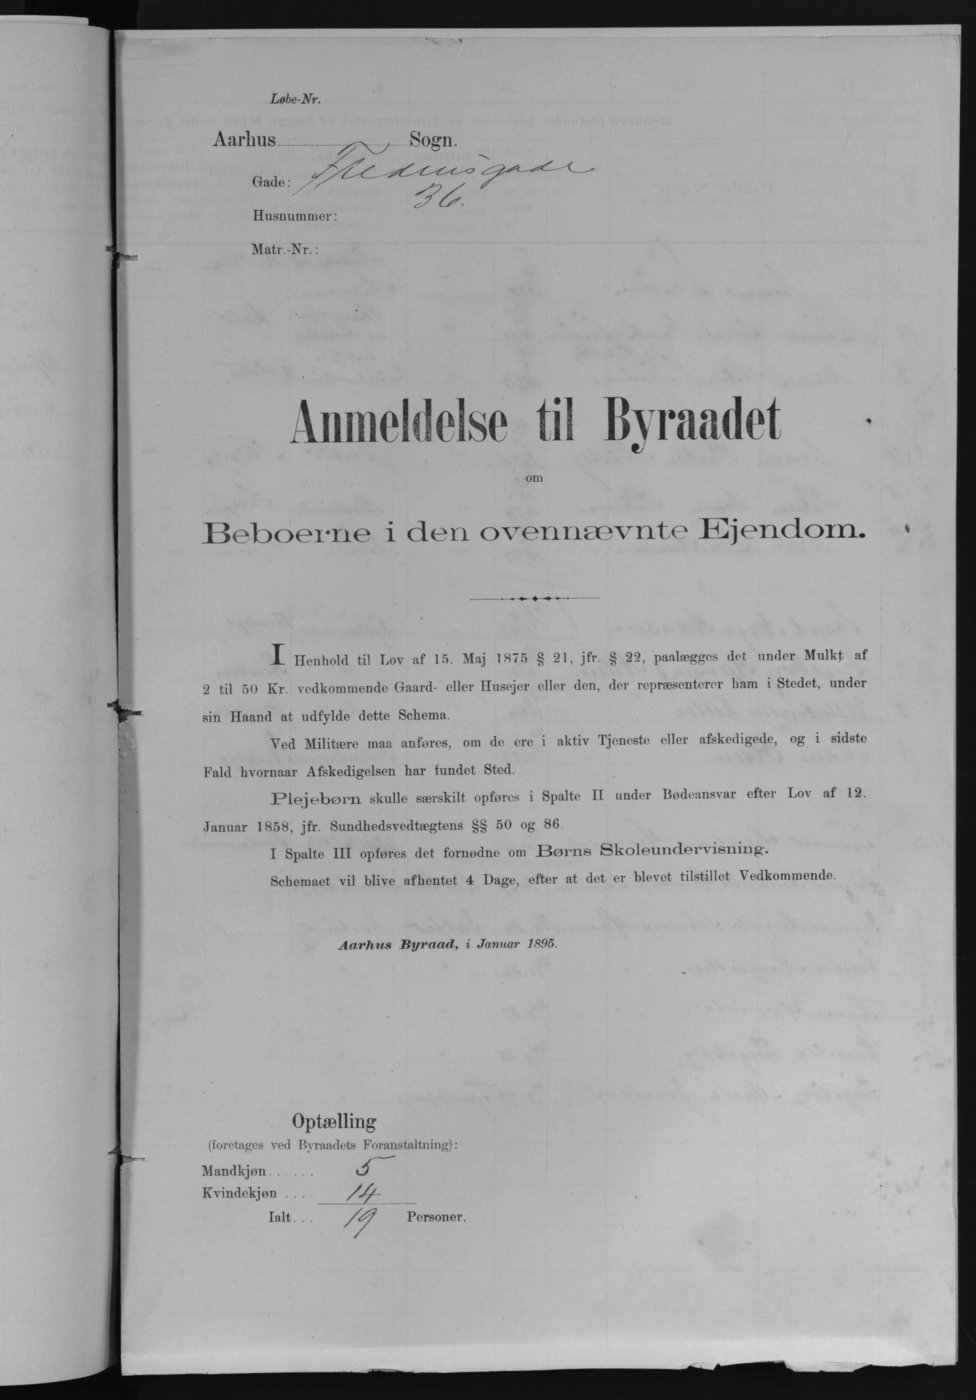 Løbe-Nr.
Aarhus Sogn.
Gade: Fredensgade
36.
Husnummer:
Matr.-Nr.:
Anmeldelse til Byraadet
om
Beboerne i den ovennævnte Ejendom.
I Henhold til Lov af 15. Maj 1875 § 21, jfr. § 22, paalægges det under Mulkt af
2 til 50 Kr. vedkommende Gaard- eller Husejer eller den, der repræsenterer ham i Stedet, under
sin Haand at udfylde dette Schema.
Ved Militære maa anføres, om de ere i aktiv Tjeneste eller afskedigede, og i sidste
Fald hvornaar Afskedigelsen har fundet Sted.
Plejebørn skulle særskilt opføres i Spalte II under Bødeansvar efter Lov af 12.
Januar 1858, jfr. Sundhedsvedtægtens §§ 50 og 86.
I Spalte III opføres det fornødne om Børns Skoleundervisning.
Schemaet vil blive afhentet 4 Dage, efter at det er blevet tilstillet Vedkommende.
Aarhus Byraad, i Januar 1895.
Optælling
(foretages ved Byraadets Foranstaltning):
Mandkjøn..... 5
Kvindekjøn .... 14
Ialt... 19 Personer.